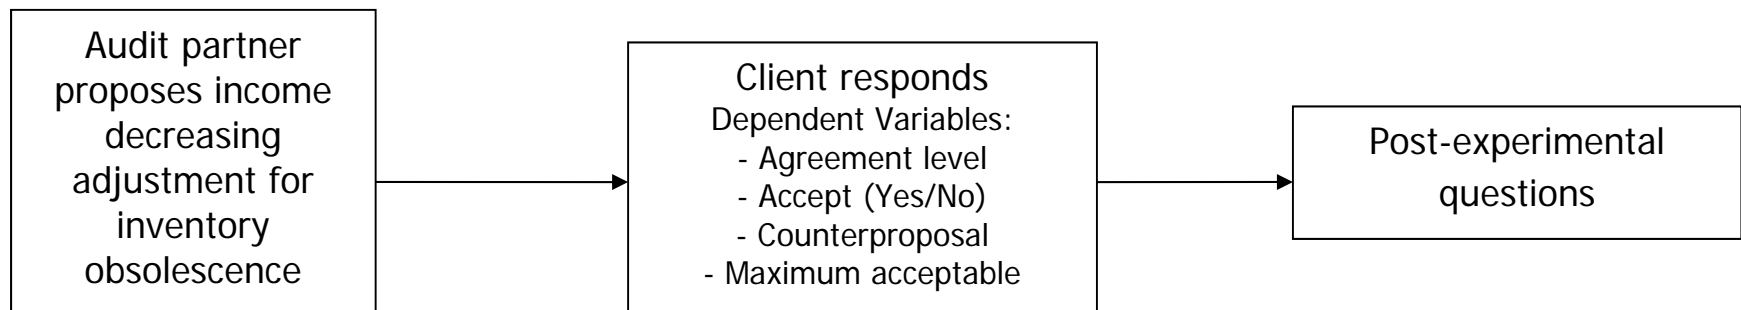 Audit partner
proposes income
decreasing
adjustment for
inventory
obsolescence
Client responds
Dependent Variables:
- Agreement level
- Accept (Yes/No)
- Counterproposal
- Maximum acceptable
Post-experimental
questions